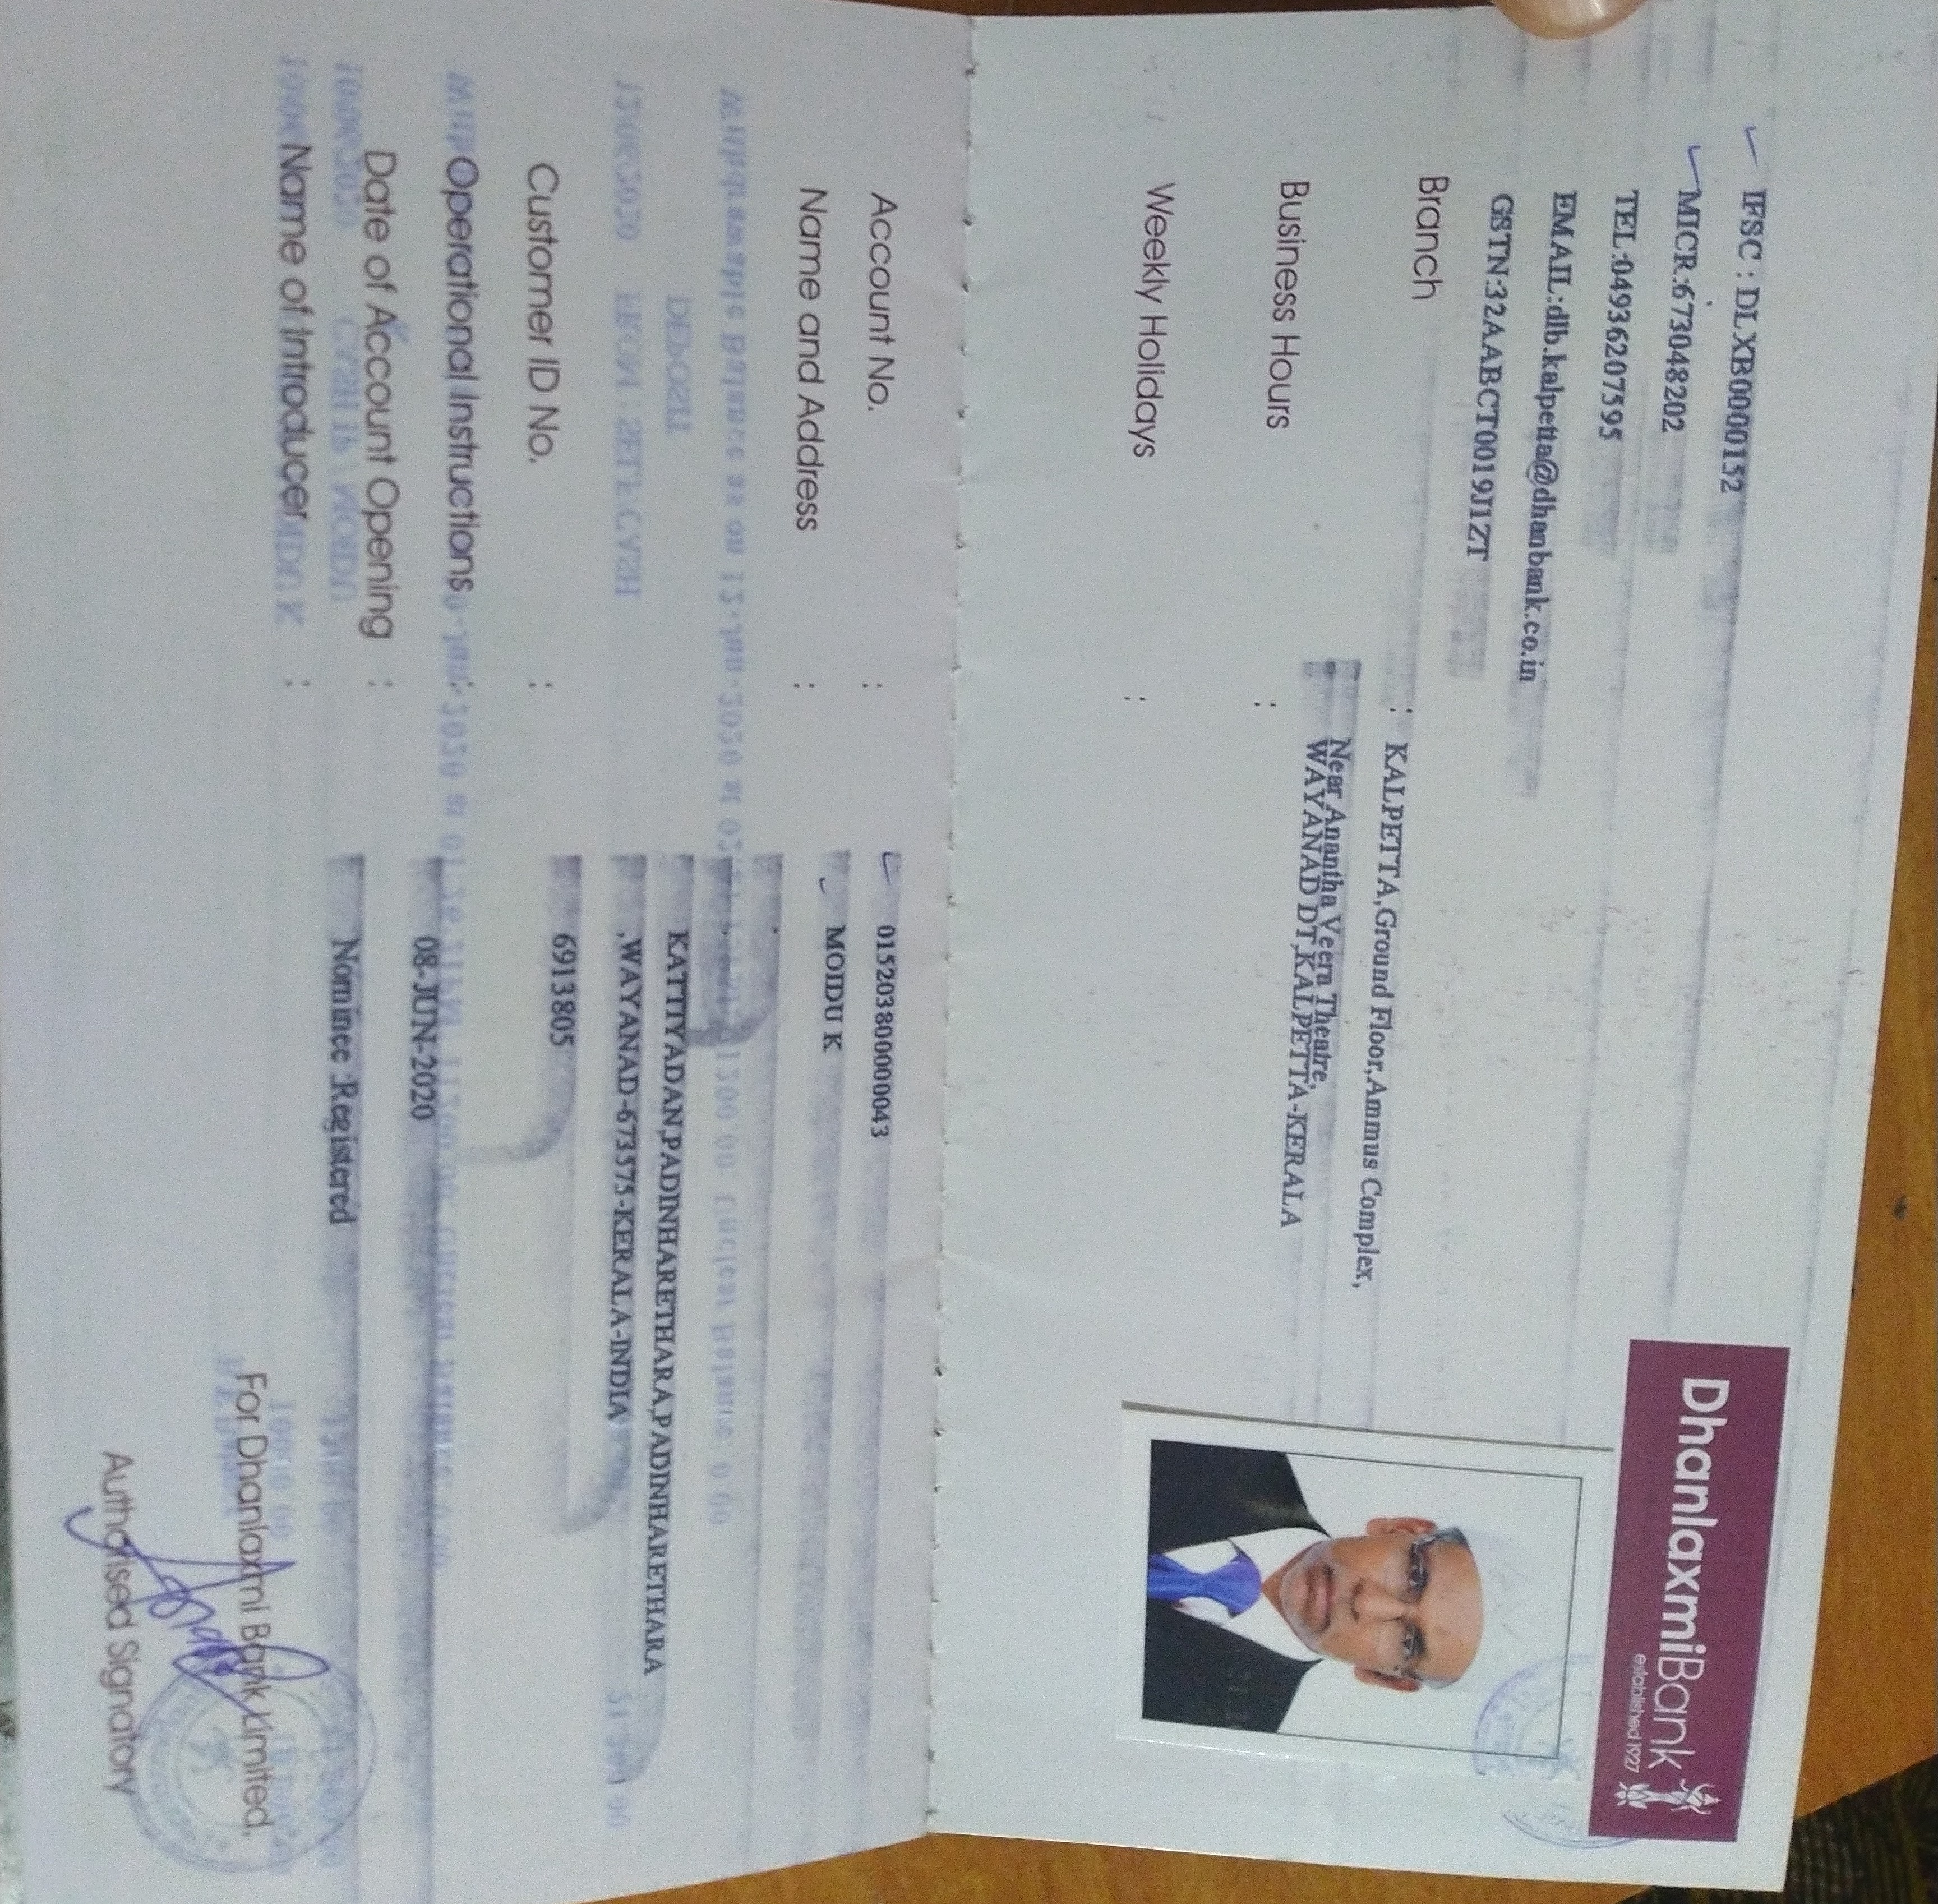 DhanlaxmiBank
established 1927
IFSC : DLXB0000152
MICR:673048202
TEL:04936207595
EMAIL:dlb.kalpetta@dhanbank.co.in
GSTN:32AABCT0019J1ZT
Branch : KALPETTA,Ground Floor,Ammus Complex,
Near Anantha Veera Theatre,
WAYANAD DT,KALPETTA-KERALA
Business Hours :
Weekly Holidays :
Account No. : 015203800000043
Name and Address : MOIDU K
KATTIYADAN,PADINHARETHARA,PADINHARETHARA
,WAYANAD-673575-KERALA-INDIA
Customer ID No. : 6913805
Operational Instructions :
Date of Account Opening : 08-JUN-2020
Name of Introducer : Nominee :Registered
For Dhanlaxmi Bank Limited,
Authorised Signatory